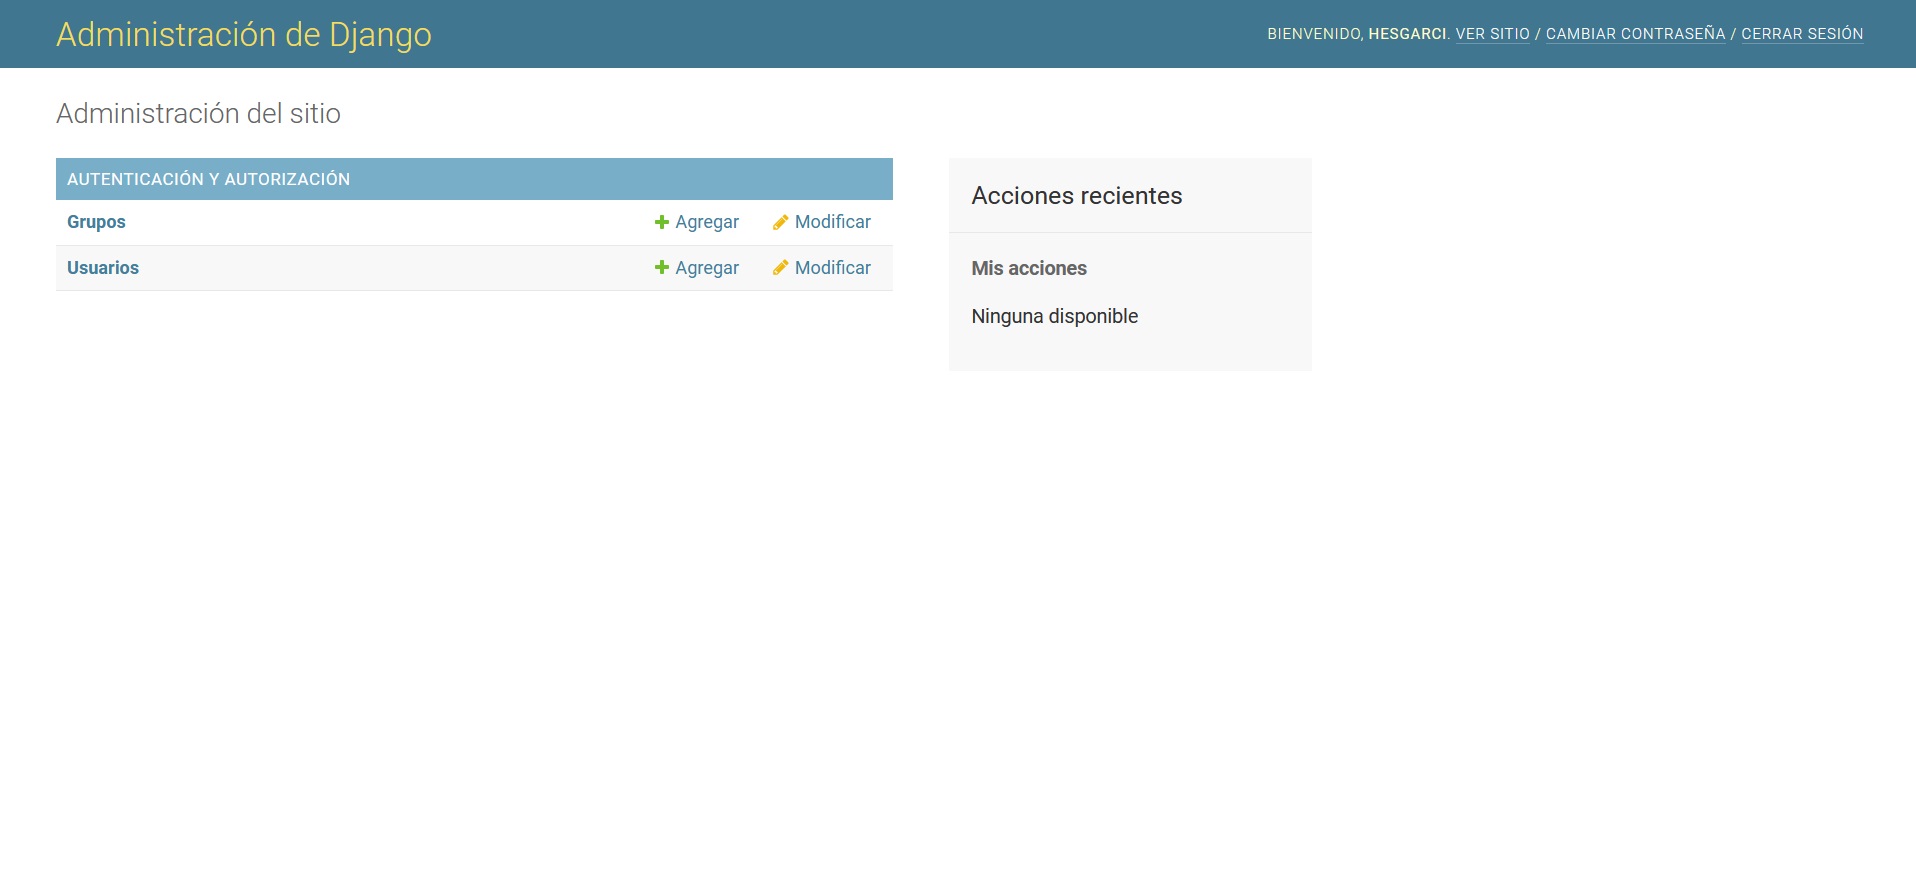 Administración de Django
BIENVENIDO, HESGARCI. VER SITIO / CAMBIAR CONTRASEÑA / CERRAR SESIÓN
Administración del sitio
AUTENTICACIÓN Y AUTORIZACIÓN
Grupos Agregar Modificar
Usuarios Agregar Modificar
Acciones recientes
Mis acciones
Ninguna disponible